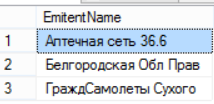 EmitentName
1 Аптечная сеть 36.6
2 Белгородская Обл Прав
3 ГраждСамолеты Сухого